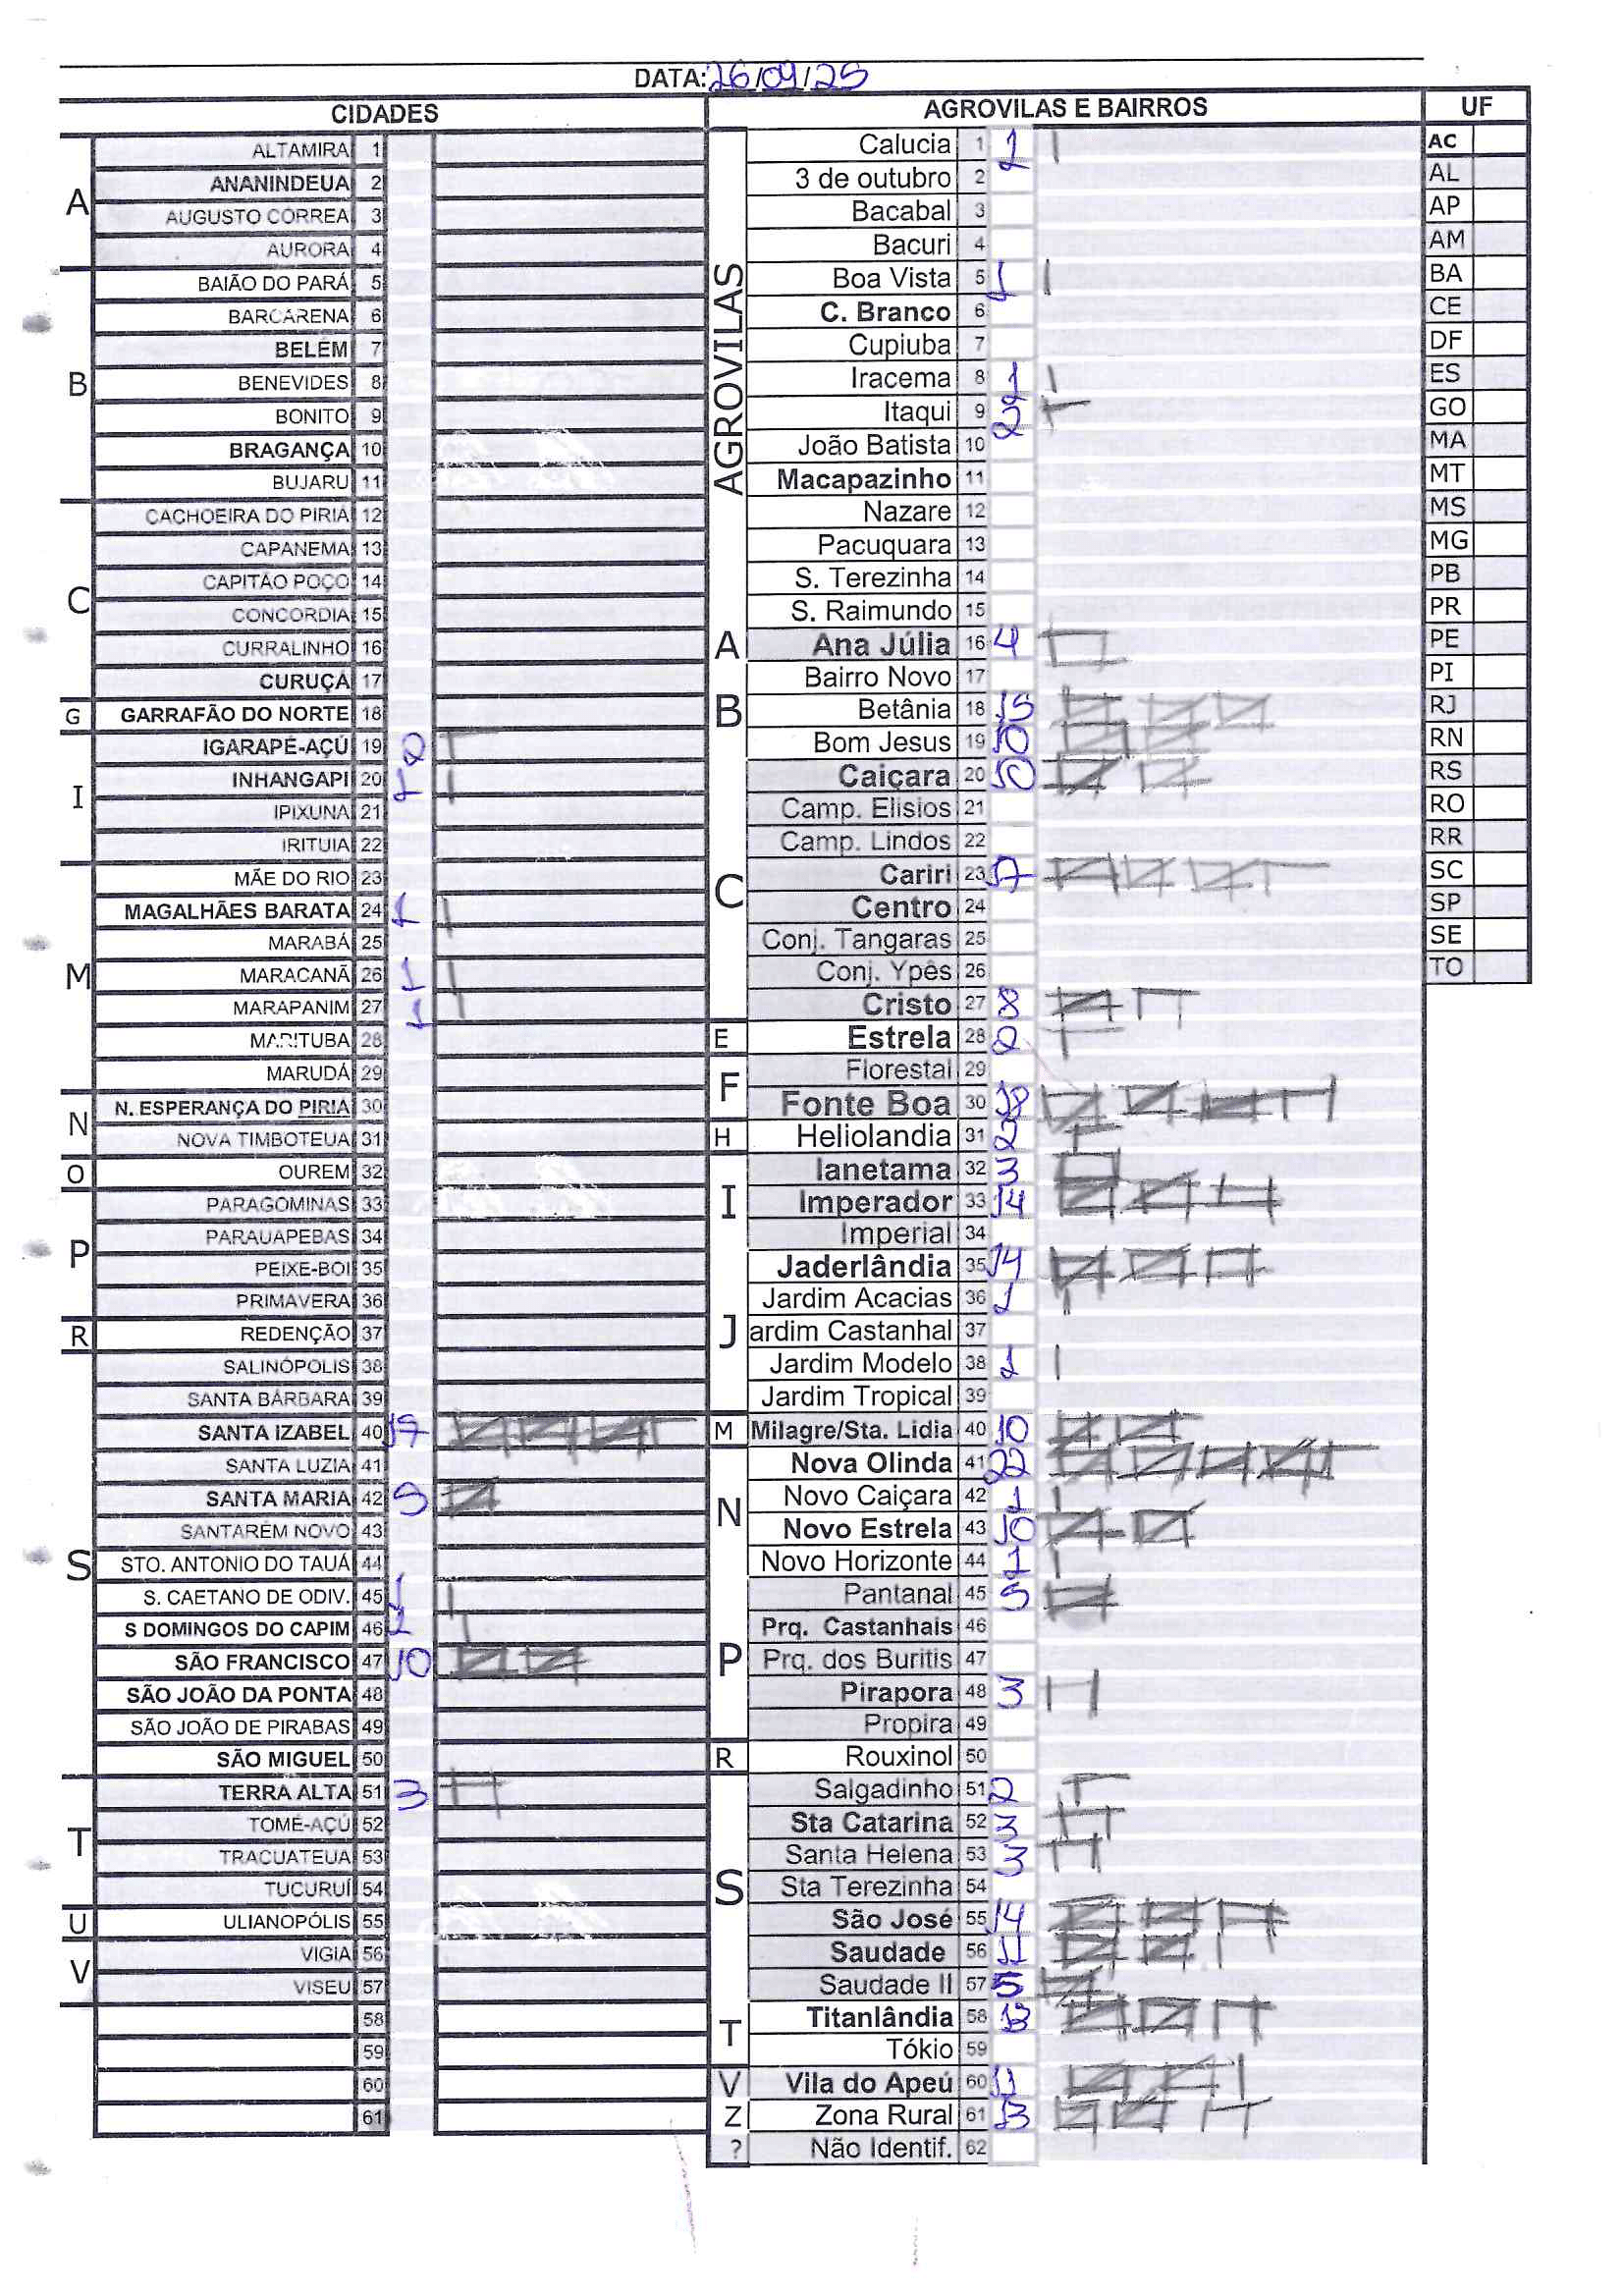 DATA: 26/09/25
CIDADES
A
ALTAMIRA 1
ANANINDEUA 2
AUGUSTO CORREA 3
AURORA 4
B
BAIÃO DO PARÁ 5
BARCARENA 6
BELÉM 7
BENEVIDES 8
BONITO 9
BRAGANÇA 10
BUJARU 11
C
CACHOEIRA DO PIRIA 12
CAPANEMA 13
CAPITÃO POÇO 14
CONCORDIA 15
CURRALINHO 16
CURUÇÁ 17
G
GARRAFÃO DO NORTE 18
I
IGARAPÉ-AÇÚ 19 2
INHANGAPI 20 1
IPIXUNA 21
IRITUIA 22
M
MÃE DO RIO 23
MAGALHÃES BARATA 24 1
MARABÁ 25
MARACANÃ 26 1
MARAPANIM 27 1
MARITUBA 28
MARUDÁ 29
N
N. ESPERANÇA DO PIRIA 30
NOVA TIMBOTEUA 31
O
OUREM 32
P
PARAGOMINAS 33
PARAUAPEBAS 34
PEIXE-BOI 35
PRIMAVERA 36
R
REDENÇÃO 37
S
SALINÓPOLIS 38
SANTA BÁRBARA 39
SANTA IZABEL 40 17
SANTA LUZIA 41
SANTA MARIA 42 5
SANTARÉM NOVO 43
STO. ANTONIO DO TAUÁ 44
S. CAETANO DE ODIV. 45 1
S DOMINGOS DO CAPIM 46 1
SÃO FRANCISCO 47 10
SÃO JOÃO DA PONTA 48
SÃO JOÃO DE PIRABAS 49
SÃO MIGUEL 50
T
TERRA ALTA 51 3
TOMÉ-AÇÚ 52
TRACUATEUA 53
TUCURUÍ 54
U
ULIANOPÓLIS 55
V
VIGIA 56
VISEU 57
58
59
60
61
AGROVILAS E BAIRROS
AGROVILAS
Calucia 1 1
3 de outubro 2
Bacabal 3
Bacuri 4
Boa Vista 5 1
C. Branco 6
Cupiuba 7
Iracema 8 1
Itaqui 9 2
João Batista 10
Macapazinho 11
Nazare 12
Pacuquara 13
S. Terezinha 14
S. Raimundo 15
A
Ana Júlia 16 4
Bairro Novo 17
B
Betânia 18 15
Bom Jesus 19 10
C
Caiçara 20 10
Camp. Elisios 21
Camp. Lindos 22
Cariri 23 17
Centro 24
Conj. Tangaras 25
Conj. Ypês 26
Cristo 27 8
E
Estrela 28 2
F
Florestal 29
Fonte Boa 30 18
H
Heliolandia 31 2
I
Ianetama 32 3
Imperador 33 14
Imperial 34
J
Jaderlândia 35 14
Jardim Acacias 36 1
ardim Castanhal 37
Jardim Modelo 38 1
Jardim Tropical 39
M
Milagre/Sta. Lidia 40 10
N
Nova Olinda 41 22
Novo Caiçara 42 1
Novo Estrela 43 10
Novo Horizonte 44 1
P
Pantanal 45 5
Prq. Castanhais 46
Prq. dos Buritis 47
Pirapora 48 3
Propira 49
R
Rouxinol 50
S
Salgadinho 51 2
Sta Catarina 52 3
Santa Helena 53 3
Sta Terezinha 54
São José 55 14
Saudade 56 11
Saudade II 57 5
T
Titanlândia 58 13
Tókio 59
V
Vila do Apeú 60 11
Z
Zona Rural 61 13
?
Não Identif. 62
UF
AC
AL
AP
AM
BA
CE
DF
ES
GO
MA
MT
MS
MG
PB
PR
PE
PI
RJ
RN
RS
RO
RR
SC
SP
SE
TO